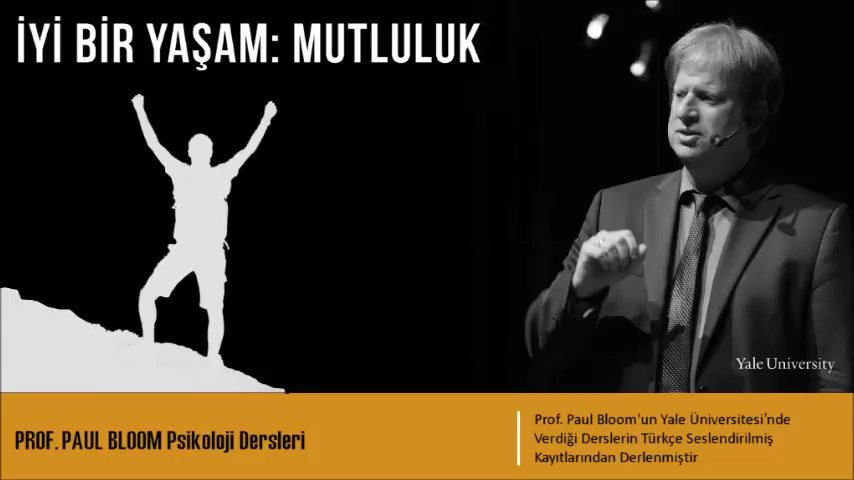 İYİ BİR YAŞAM: MUTLULUK
Yale University
PROF. PAUL BLOOM Psikoloji Dersleri
Prof. Paul Bloom'un Yale Üniversitesi'nde
Verdiği Derslerin Türkçe Seslendirilmiş
Kayıtlarından Derlenmiştir